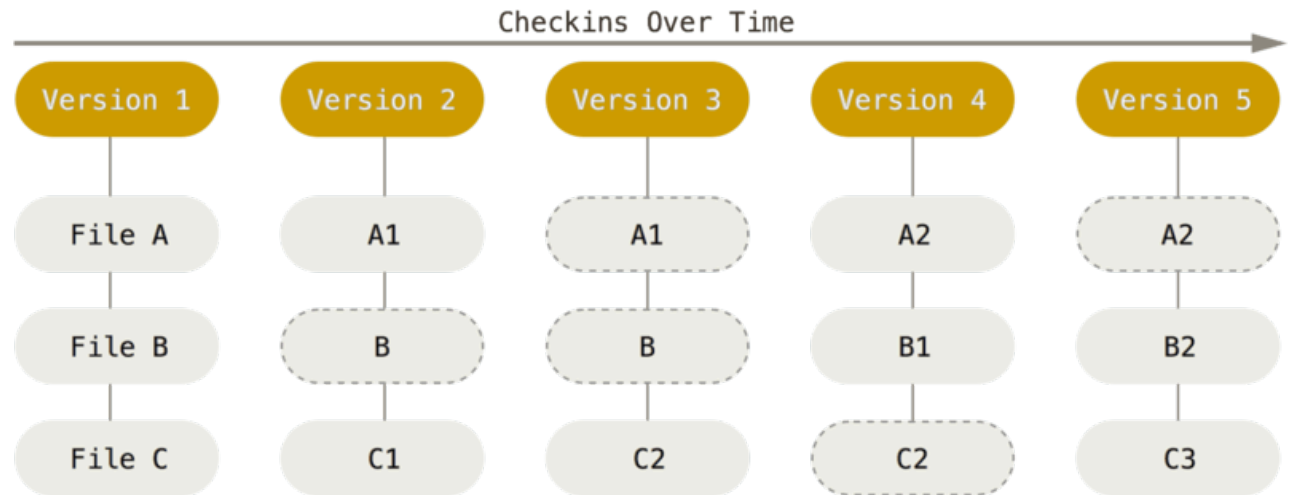 Checkins Over Time
Version 1 Version 2 Version 3 Version 4 Version 5
File A A1 A1 A2 A2
File B B B B1 B2
File C C1 C2 C2 C3